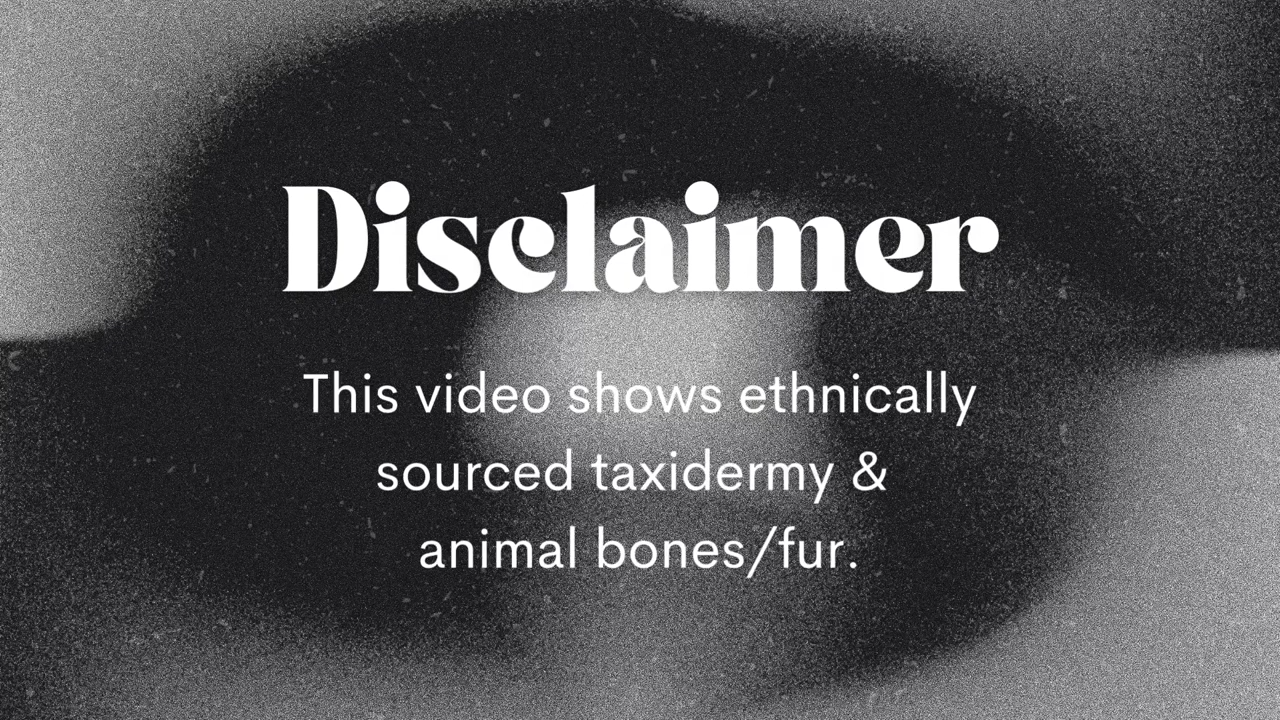 Disclaimer
This video shows ethnically
sourced taxidermy &
animal bones/fur.